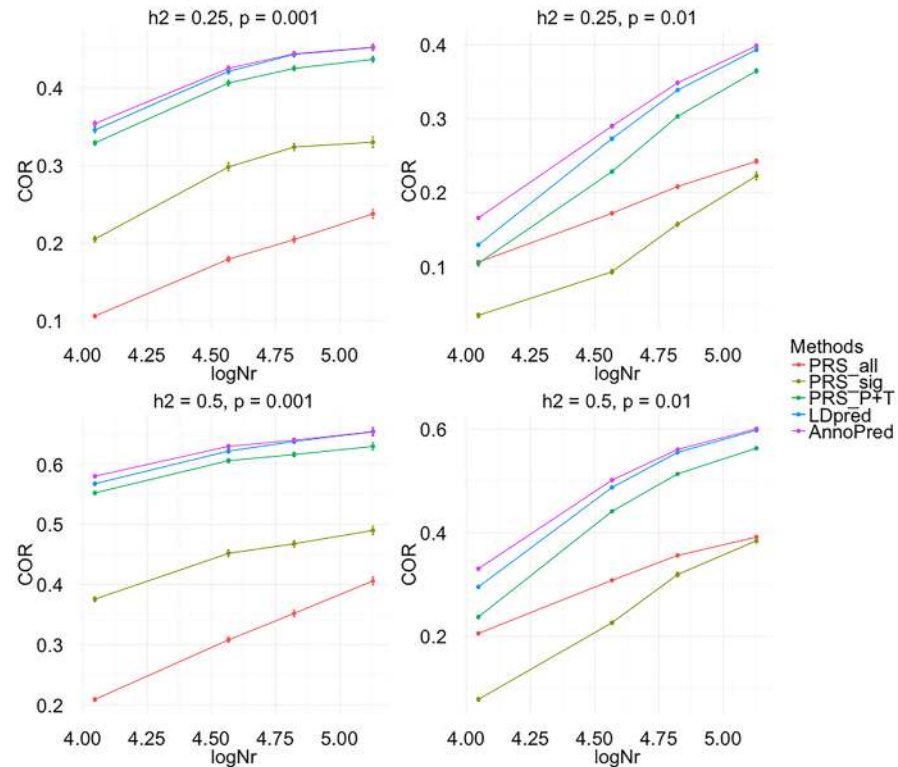 h2 = 0.25, p = 0.001
COR
0.4
0.3
0.2
0.1
4.00 4.25 4.50 4.75 5.00
logNr
h2 = 0.25, p = 0.01
COR
0.4
0.3
0.2
0.1
4.00 4.25 4.50 4.75 5.00
logNr
h2 = 0.5, p = 0.001
COR
0.6
0.5
0.4
0.3
0.2
4.00 4.25 4.50 4.75 5.00
logNr
h2 = 0.5, p = 0.01
COR
0.6
0.4
0.2
4.00 4.25 4.50 4.75 5.00
logNr
Methods
PRS_all
PRS_sig
PRS_P+T
LDpred
AnnoPred